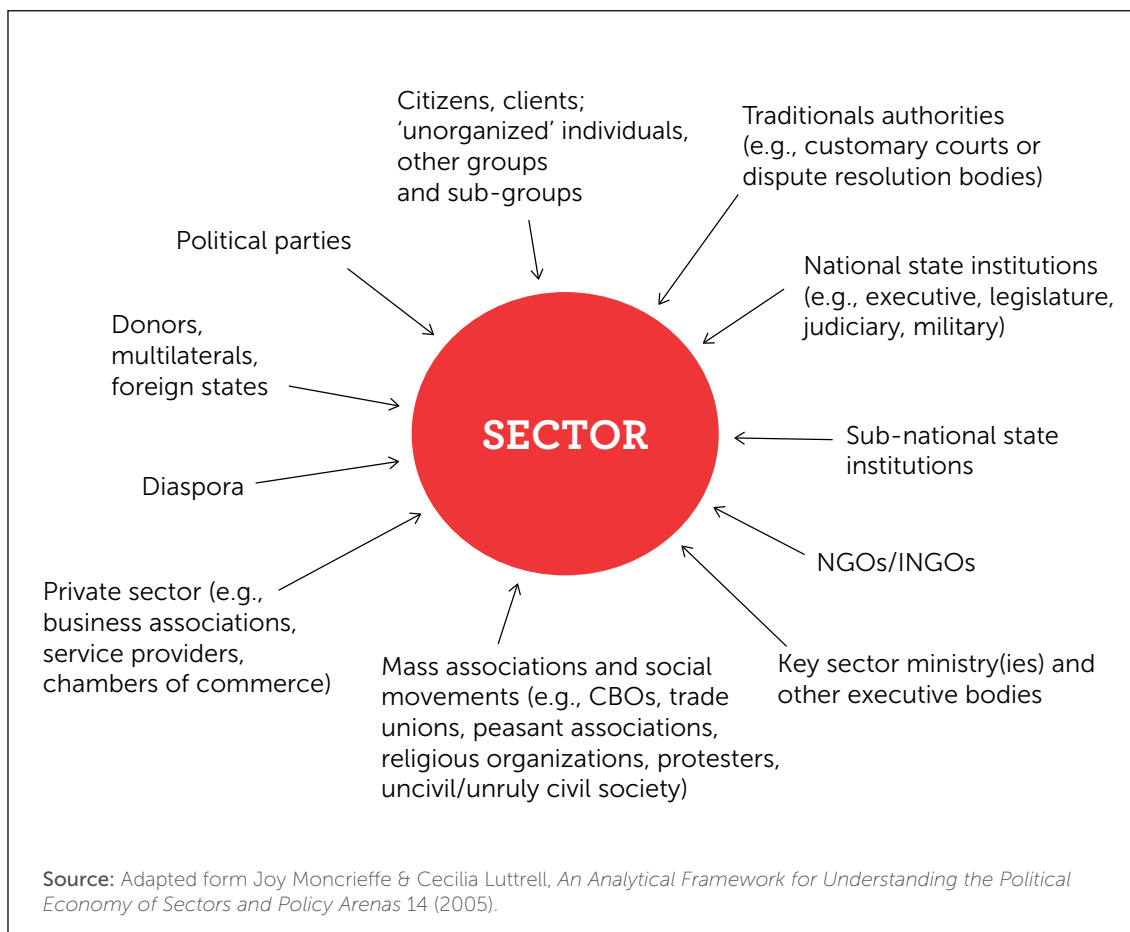 Citizens, clients;
‘unorganized’ individuals,
other groups
and sub-groups
Traditionals authorities
(e.g., customary courts or
dispute resolution bodies)
Political parties
National state institutions
(e.g., executive, legislature,
judiciary, military)
Donors,
multilaterals,
foreign states
SECTOR
Sub-national state
institutions
Diaspora
NGOs/INGOs
Private sector (e.g.,
business associations,
service providers,
chambers of commerce)
Mass associations and social
movements (e.g., CBOs, trade
unions, peasant associations,
religious organizations, protesters,
uncivil/unruly civil society)
Key sector ministry(ies) and
other executive bodies
Source: Adapted form Joy Moncrieffe & Cecilia Luttrell, An Analytical Framework for Understanding the Political
Economy of Sectors and Policy Arenas 14 (2005).